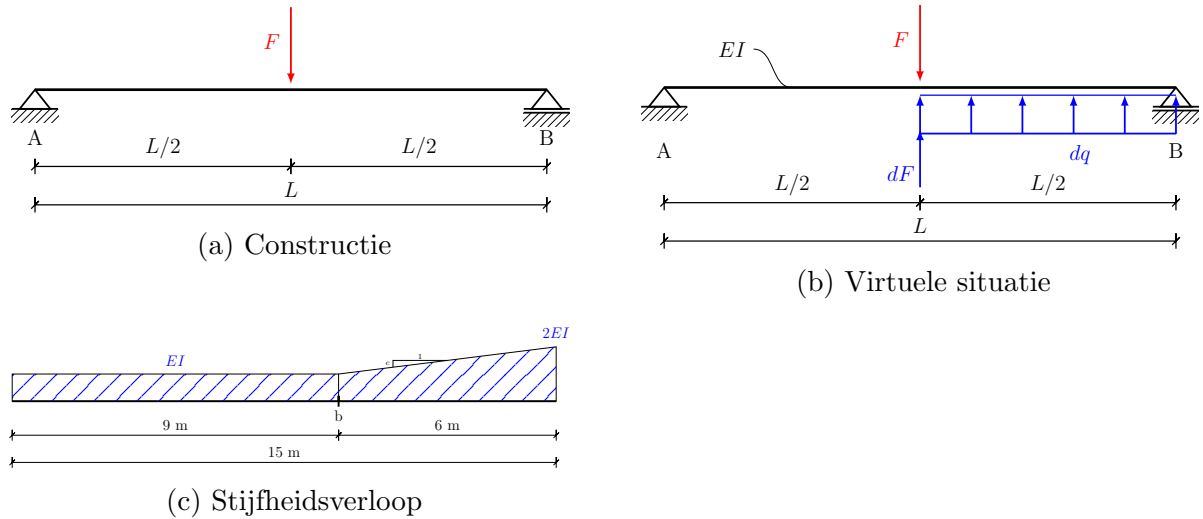 F
A
B
L/2
L/2
L
(a) Constructie
F
EI
A
B
dq
dF
L/2
L/2
L
(b) Virtuele situatie
2EI
EI
c
1
b
9 m
6 m
15 m
(c) Stijfheidsverloop